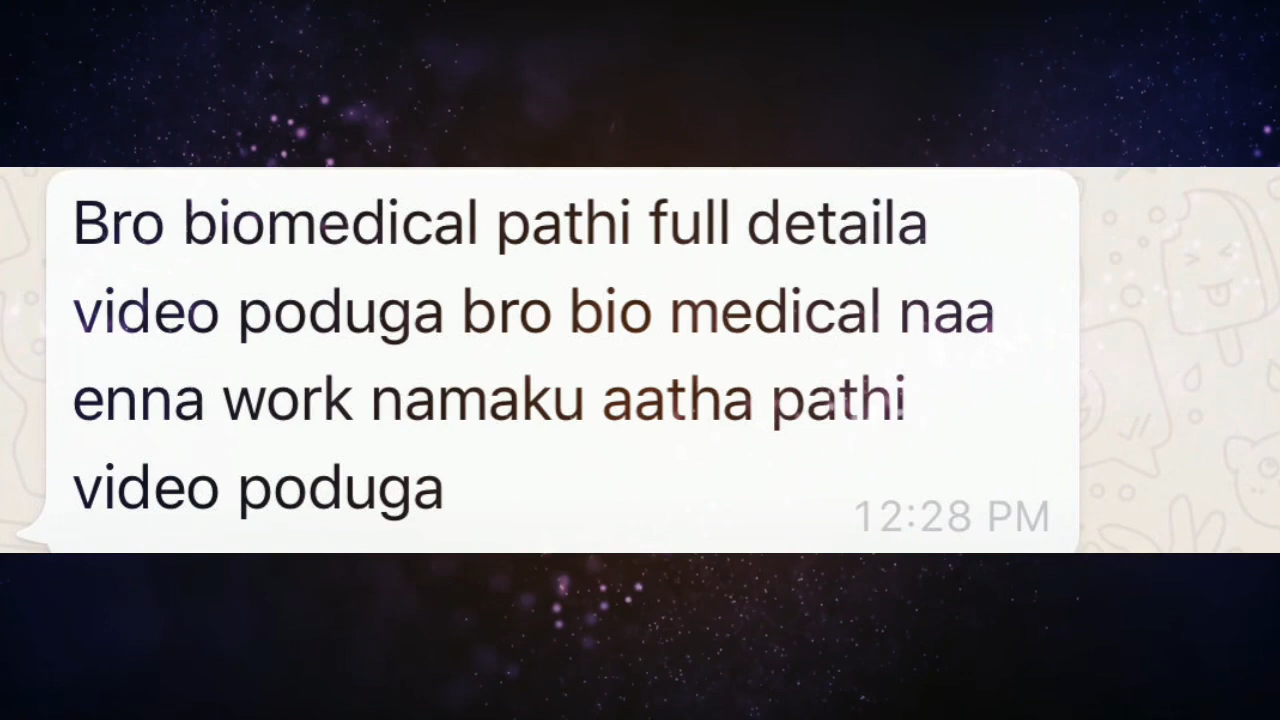 Bro biomedical pathi full detaila
video poduga bro bio medical naa
enna work namaku aatha pathi
video poduga
12:28 PM